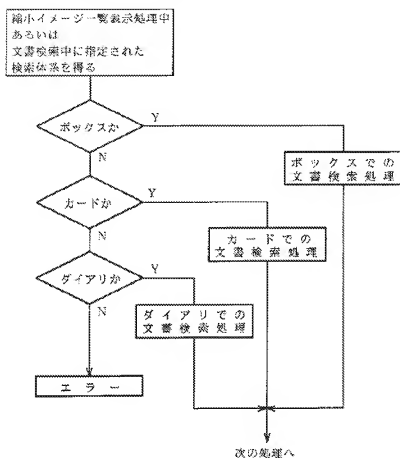 縮小イメージ一覧表示処理中
あるいは
文書検索中に指定された
検索体系を得る
ボックスか
Y
N
ボックスでの
文書検索処理
カードか
Y
N
カードでの
文書検索処理
ダイアリか
Y
N
ダイアリでの
文書検索処理
エラー
次の処理へ